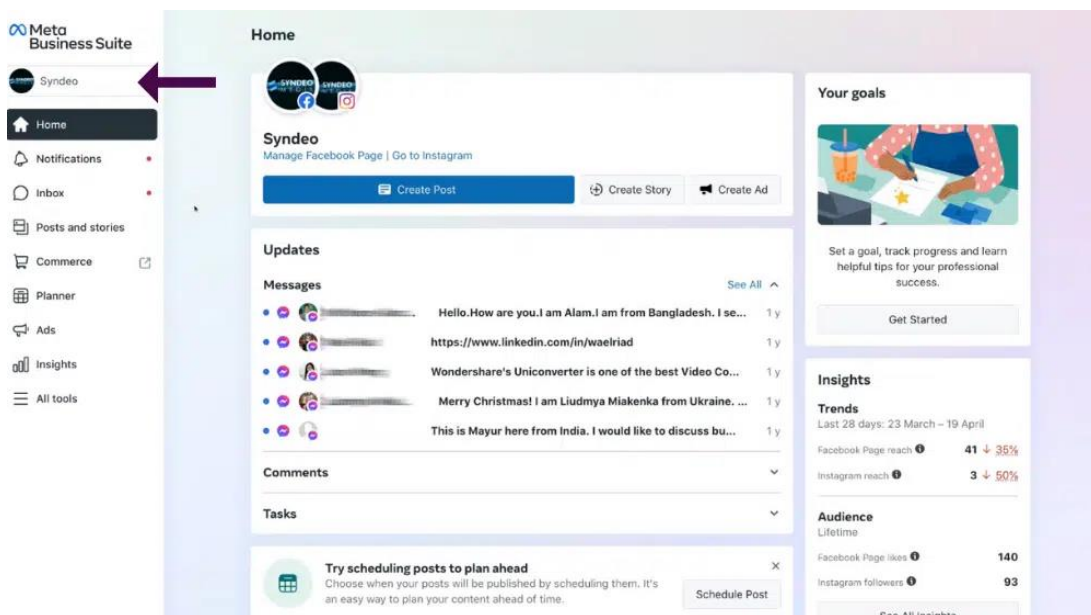 Meta
Business Suite
Syndeo
Home
Notifications
Inbox
Posts and stories
Commerce
Planner
Ads
Insights
All tools
Home
SYNDEO
MEDIA
SYNDEO
Syndeo
Manage Facebook Page | Go to Instagram
Create Post
Create Story
Create Ad
Updates
Messages
See All
Hello.How are you.I am Alam.I am from Bangladesh. I se... 1 y
https://www.linkedin.com/in/waelriad 1 y
Wondershare's Uniconverter is one of the best Video Co... 1 y
Merry Christmas! I am Liudmya Miakenka from Ukraine. ... 1 y
This is Mayur here from India. I would like to discuss bu... 1 y
Comments
Tasks
Try scheduling posts to plan ahead
Choose when your posts will be published by scheduling them. It's
an easy way to plan your content ahead of time.
Schedule Post
Your goals
Set a goal, track progress and learn
helpful tips for your professional
success.
Get Started
Insights
Trends
Last 28 days: 23 March – 19 April
Facebook Page reach 41 ↓ 35%
Instagram reach 3 ↓ 50%
Audience
Lifetime
Facebook Page likes 140
Instagram followers 93
See All Insights